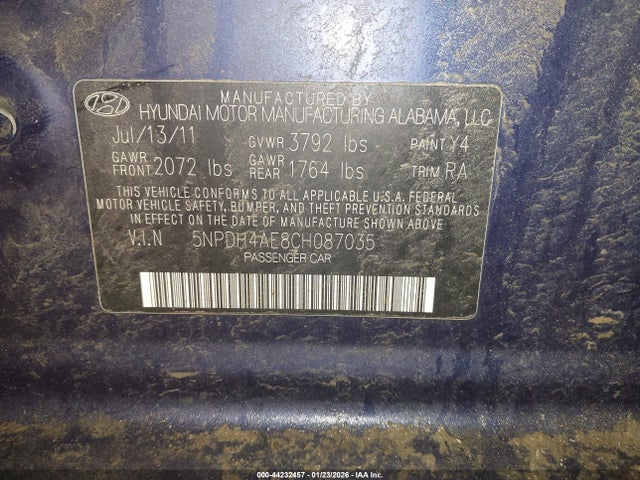 MANUFACTURED BY
HYUNDAI MOTOR MANUFACTURING ALABAMA, LLC
Jul/13/11 GVWR 3792 lbs PAINT Y4
GAWR FRONT 2072 lbs GAWR REAR 1764 lbs TRIM RA
THIS VEHICLE CONFORMS TO ALL APPLICABLE U.S.A. FEDERAL
MOTOR VEHICLE SAFETY, BUMPER, AND THEFT PREVENTION STANDARDS
IN EFFECT ON THE DATE OF MANUFACTURE SHOWN ABOVE
V.I.N 5NPDH4AE8CH087035
PASSENGER CAR
000-44232457 - 01/23/2026 - IAA Inc.